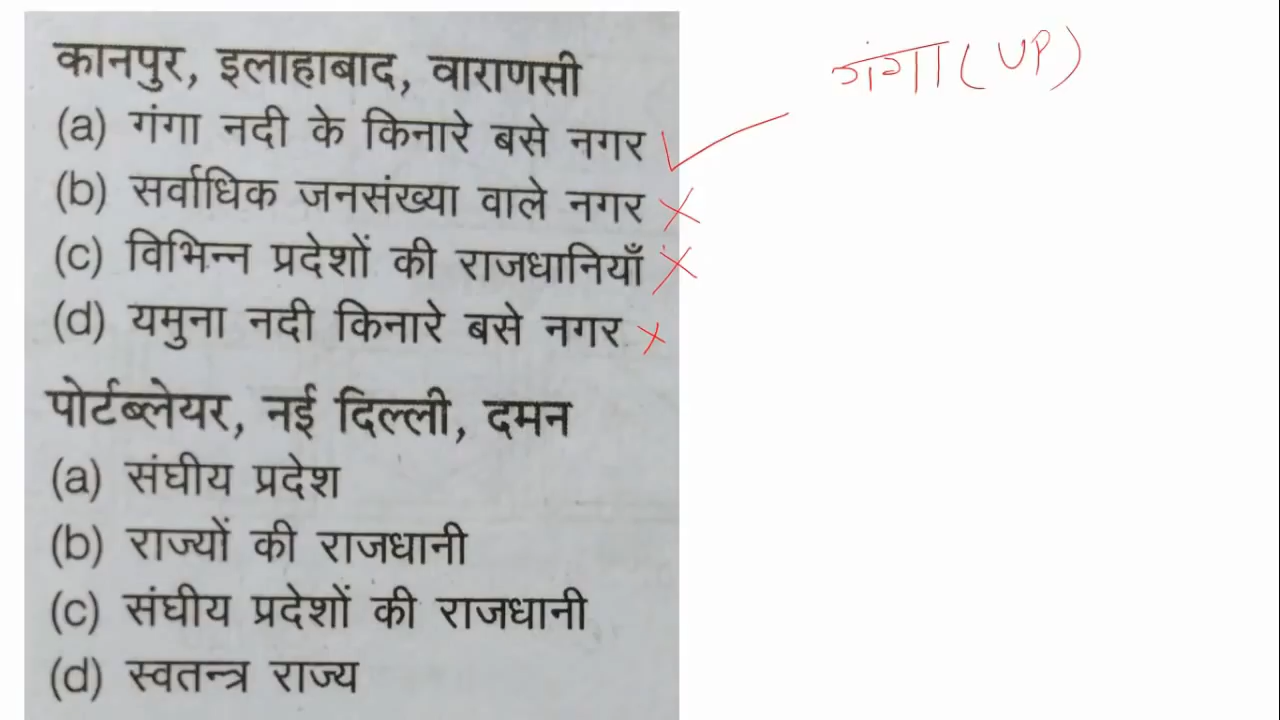 कानपुर, इलाहाबाद, वाराणसी
(a) गंगा नदी के किनारे बसे नगर
(b) सर्वाधिक जनसंख्या वाले नगर
(c) विभिन्न प्रदेशों की राजधानियाँ
(d) यमुना नदी किनारे बसे नगर
पोर्टब्लेयर, नई दिल्ली, दमन
(a) संघीय प्रदेश
(b) राज्यों की राजधानी
(c) संघीय प्रदेशों की राजधानी
(d) स्वतन्त्र राज्य
गंगा (UP)